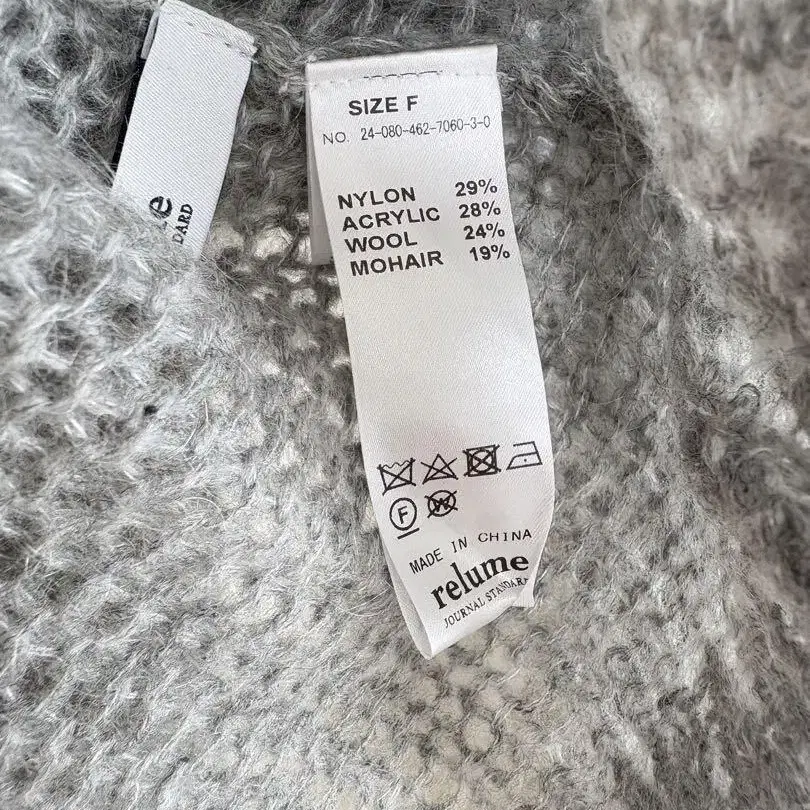 SIZE F
NO. 24-080-462-7060-3-0
NYLON 29%
ACRYLIC 28%
WOOL 24%
MOHAIR 19%
F W
MADE IN CHINA
relume
JOURNAL STANDARD